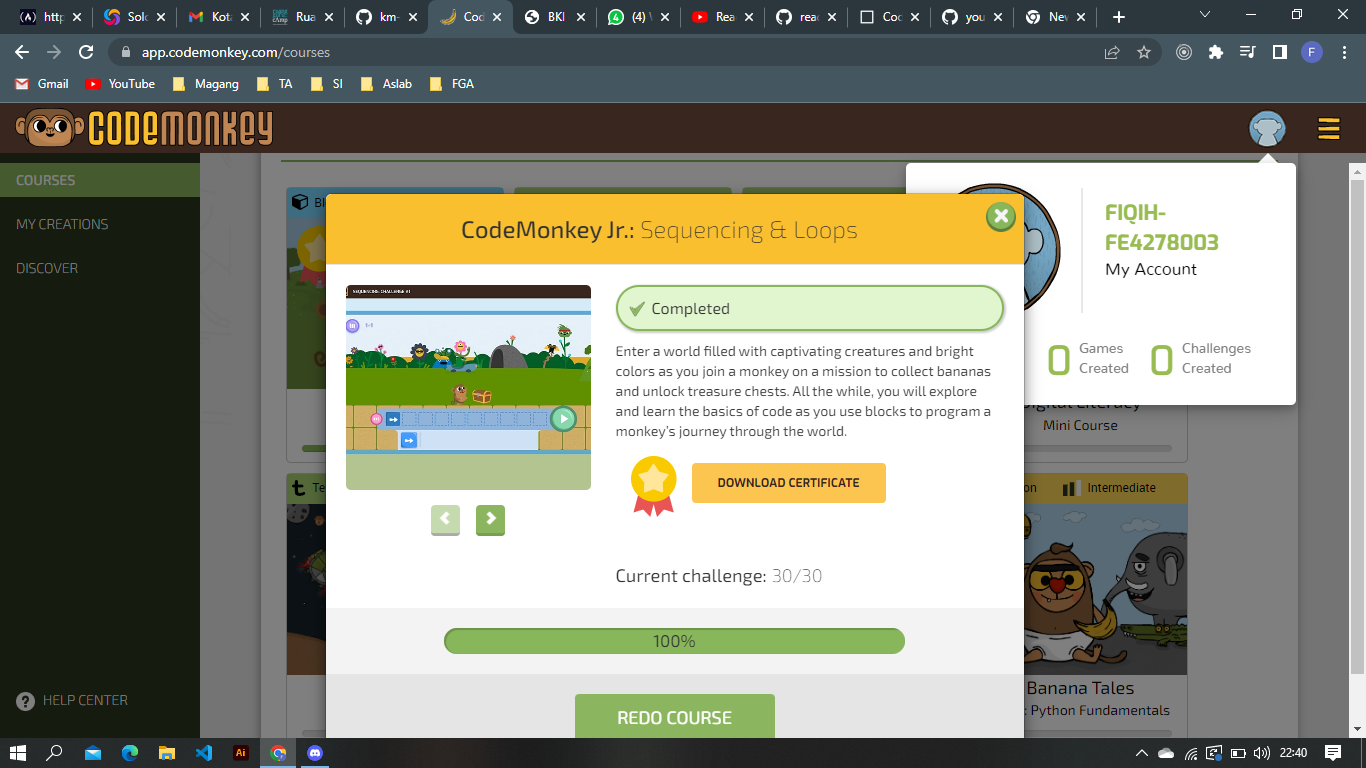 http
Solo
Kota
Rua
km-
Cod
BKI
(4) W
Rea
reac
Coc
you
Nev
app.codemonkey.com/courses
F
Gmail
YouTube
Magang
TA
SI
Aslab
FGA
CODEMONKEY
COURSES
MY CREATIONS
DISCOVER
HELP CENTER
CodeMonkey Jr.: Sequencing & Loops
FIQIH-
FE4278003
My Account
0 Games
Created
0 Challenges
Created
SEQUENCING CHALLENGE #1
Completed
Enter a world filled with captivating creatures and bright
colors as you join a monkey on a mission to collect bananas
and unlock treasure chests. All the while, you will explore
and learn the basics of code as you use blocks to program a
monkey's journey through the world.
DOWNLOAD CERTIFICATE
Current challenge: 30/30
100%
REDO COURSE
Digital Literacy
Mini Course
Intermediate
Banana Tales
: Python Fundamentals
Ai
22:40